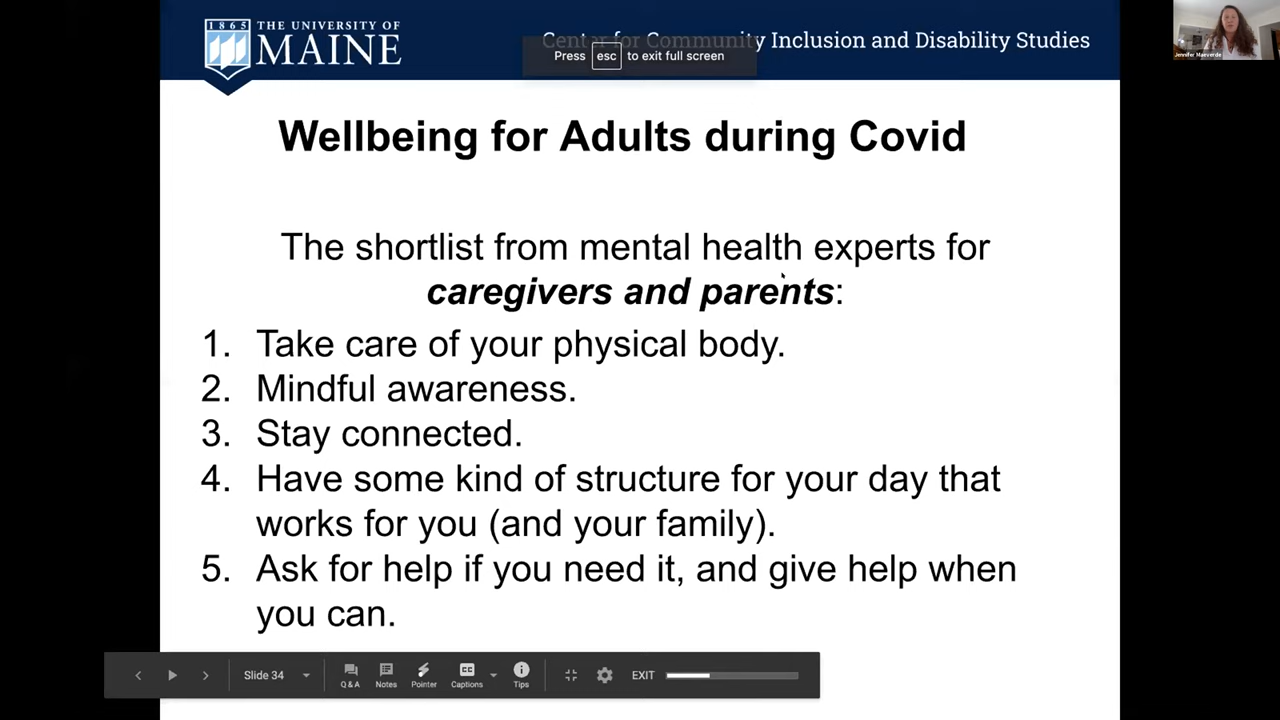 1865 THE UNIVERSITY OF
MAINE
Center for Community Inclusion and Disability Studies
Press esc to exit full screen
Jennifer Maeverde
Wellbeing for Adults during Covid
The shortlist from mental health experts for
caregivers and parents:
1. Take care of your physical body.
2. Mindful awareness.
3. Stay connected.
4. Have some kind of structure for your day that
works for you (and your family).
5. Ask for help if you need it, and give help when
you can.
Slide 34
Q & A
Notes
Pointer
CC
Captions
Tips
EXIT